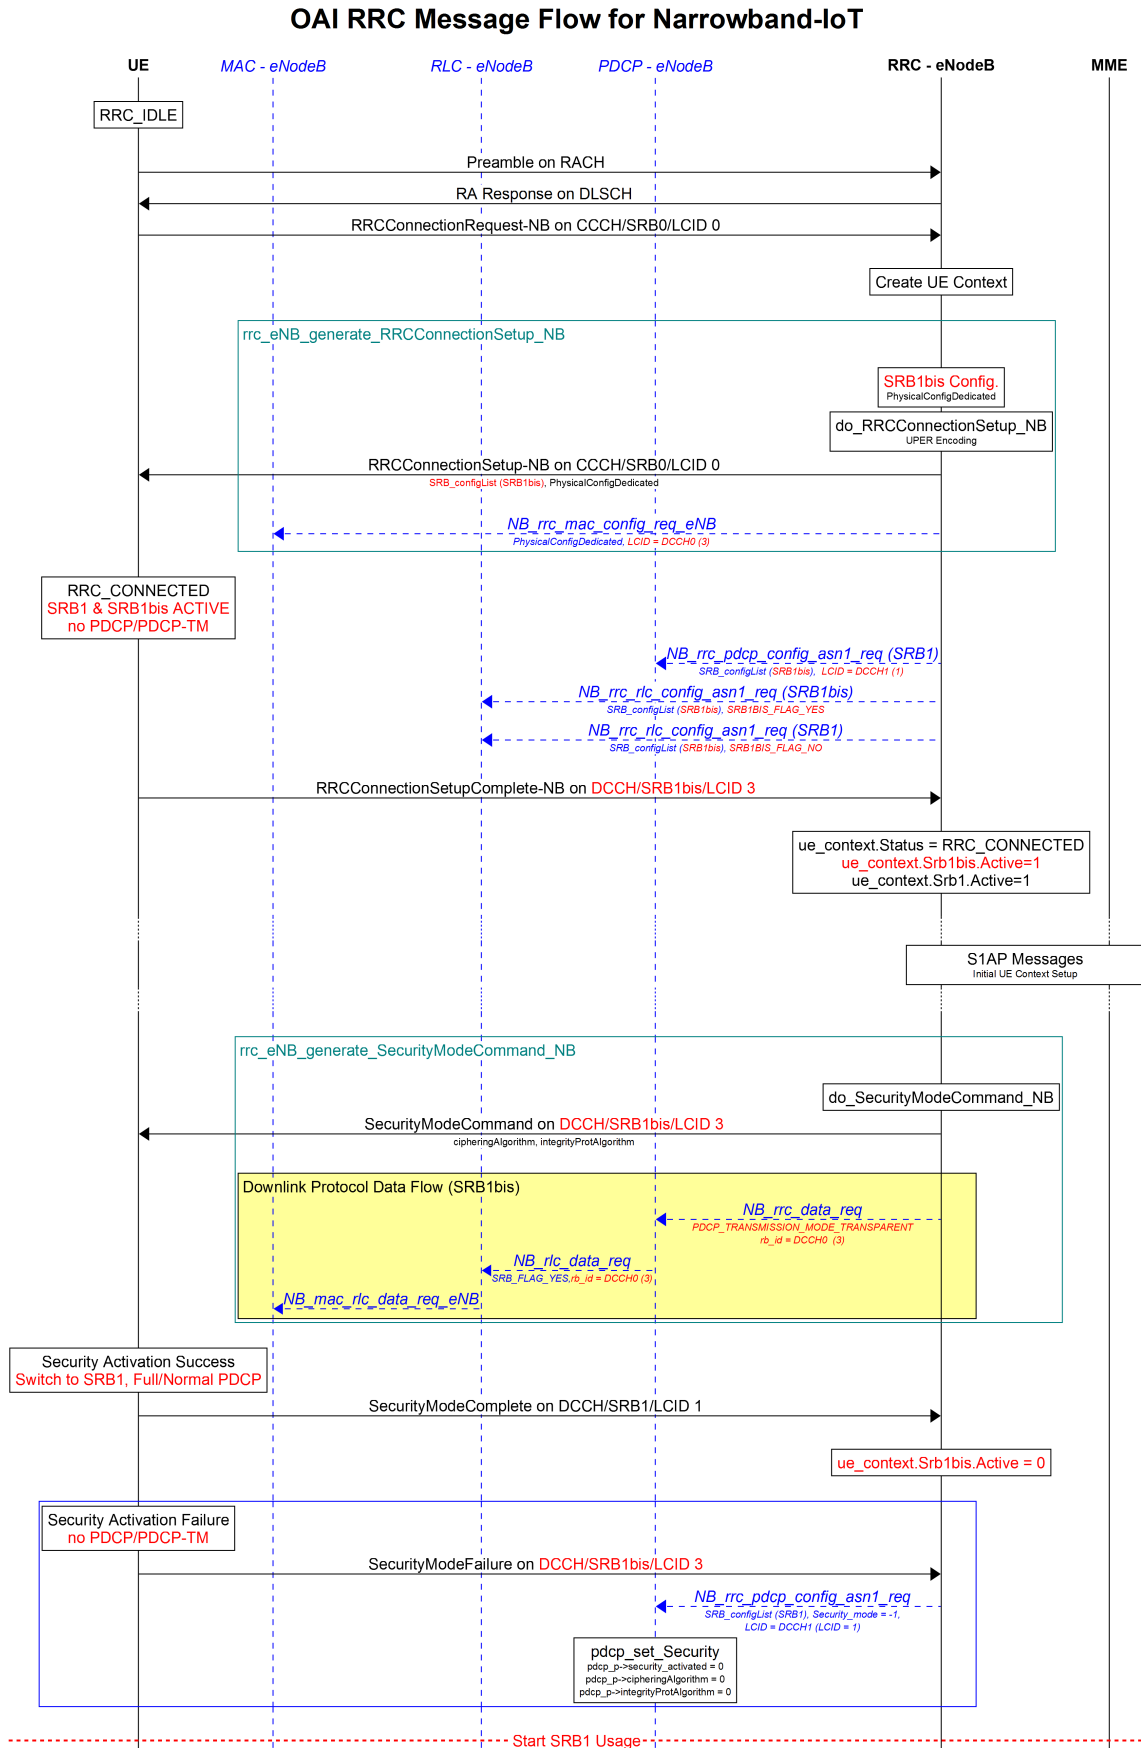 OAI RRC Message Flow for Narrowband-IoT
UE
MAC - eNodeB
RLC - eNodeB
PDCP - eNodeB
RRC - eNodeB
MME
RRC_IDLE
Preamble on RACH
RA Response on DLSCH
RRCConnectionRequest-NB on CCCH/SRB0/LCID 0
Create UE Context
rrc_eNB_generate_RRCConnectionSetup_NB
SRB1bis Config.
PhysicalConfigDedicated
do_RRCConnectionSetup_NB
UPER Encoding
RRCConnectionSetup-NB on CCCH/SRB0/LCID 0
SRB_configList (SRB1bis), PhysicalConfigDedicated
NB_rrc_mac_config_req_eNB
PhysicalConfigDedicated, LCID = DCCH0 (3)
RRC_CONNECTED
SRB1 & SRB1bis ACTIVE
no PDCP/PDCP-TM
NB_rrc_pdcp_config_asn1_req (SRB1)
SRB_configList (SRB1bis), LCID = DCCH1 (1)
NB_rrc_rlc_config_asn1_req (SRB1bis)
SRB_configList (SRB1bis), SRB1BIS_FLAG_YES
NB_rrc_rlc_config_asn1_req (SRB1)
SRB_configList (SRB1bis), SRB1BIS_FLAG_NO
RRCConnectionSetupComplete-NB on DCCH/SRB1bis/LCID 3
ue_context.Status = RRC_CONNECTED
ue_context.Srb1bis.Active=1
ue_context.Srb1.Active=1
S1AP Messages
Initial UE Context Setup
rrc_eNB_generate_SecurityModeCommand_NB
do_SecurityModeCommand_NB
SecurityModeCommand on DCCH/SRB1bis/LCID 3
cipheringAlgorithm, integrityProtAlgorithm
Downlink Protocol Data Flow (SRB1bis)
NB_rrc_data_req
PDCP_TRANSMISSION_MODE_TRANSPARENT
rb_id = DCCH0 (3)
NB_rlc_data_req
SRB_FLAG_YES,rb_id = DCCH0 (3)
NB_mac_rlc_data_req_eNB
Security Activation Success
Switch to SRB1, Full/Normal PDCP
SecurityModeComplete on DCCH/SRB1/LCID 1
ue_context.Srb1bis.Active = 0
Security Activation Failure
no PDCP/PDCP-TM
SecurityModeFailure on DCCH/SRB1bis/LCID 3
NB_rrc_pdcp_config_asn1_req
SRB_configList (SRB1), Security_mode = -1,
LCID = DCCH1 (LCID = 1)
pdcp_set_Security
pdcp_p->security_activated = 0
pdcp_p->cipheringAlgorithm = 0
pdcp_p->integrityProtAlgorithm = 0
Start SRB1 Usage